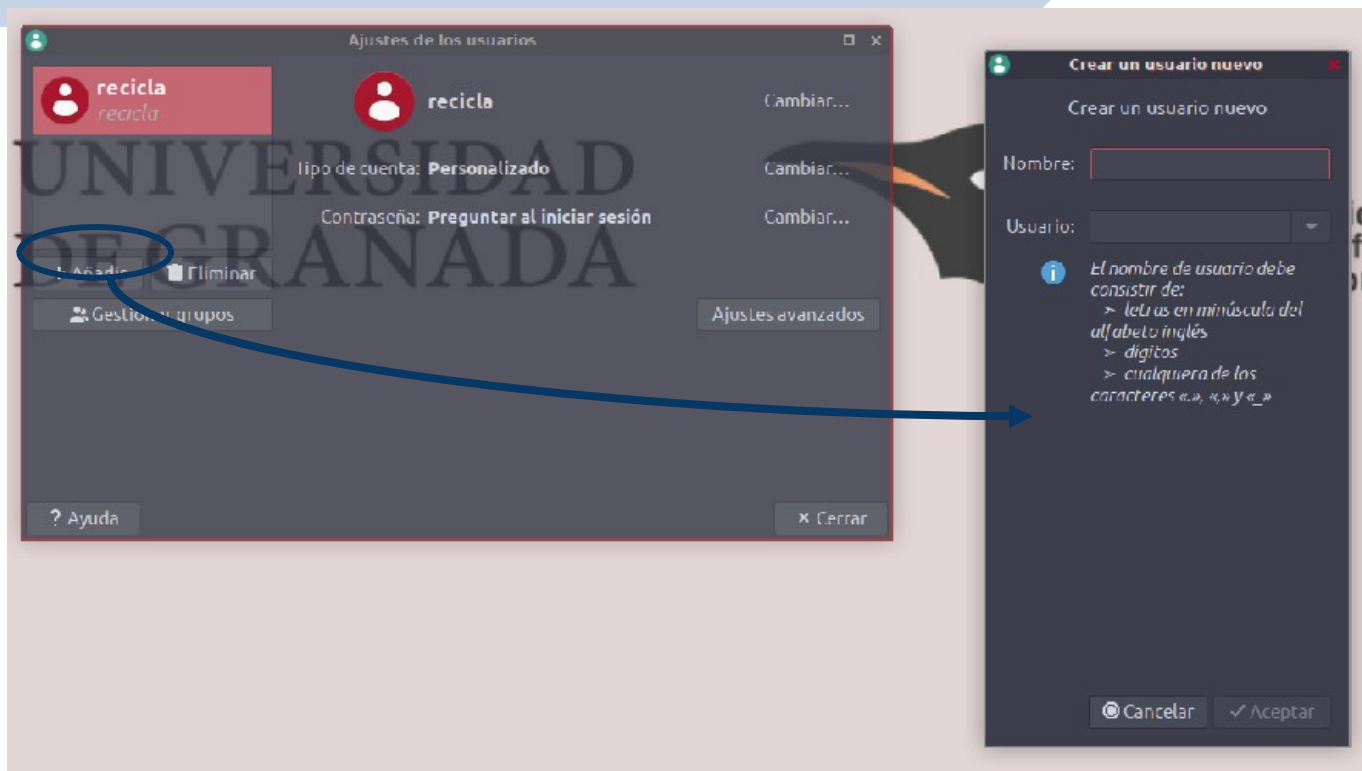 Ajustes de los usuarios
recicla
recicla
recicla
Cambiar...
UNIVERSIDAD
DE GRANADA
Tipo de cuenta: Personalizado
Cambiar...
Contraseña: Preguntar al iniciar sesión
Cambiar...
+ Añadir
Eliminar
Gestionar grupos
Ajustes avanzados
? Ayuda
× Cerrar
Crear un usuario nuevo
Crear un usuario nuevo
Nombre:
Usuario:
El nombre de usuario debe
consistir de:
➢ letras en minúscula del
alfabeto inglés
➢ dígitos
➢ cualquiera de los
caracteres «.», «,» y «_»
Cancelar
Aceptar